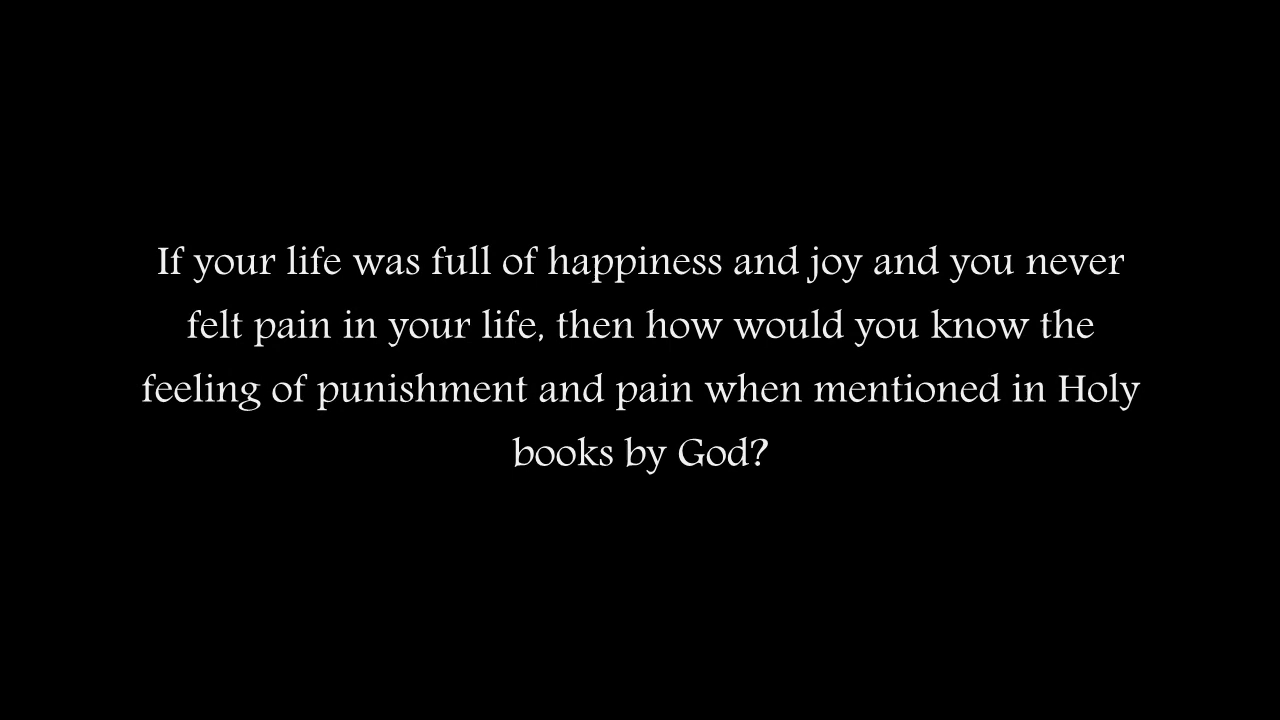 If your life was full of happiness and joy and you never
felt pain in your life, then how would you know the
feeling of punishment and pain when mentioned in Holy
books by God?